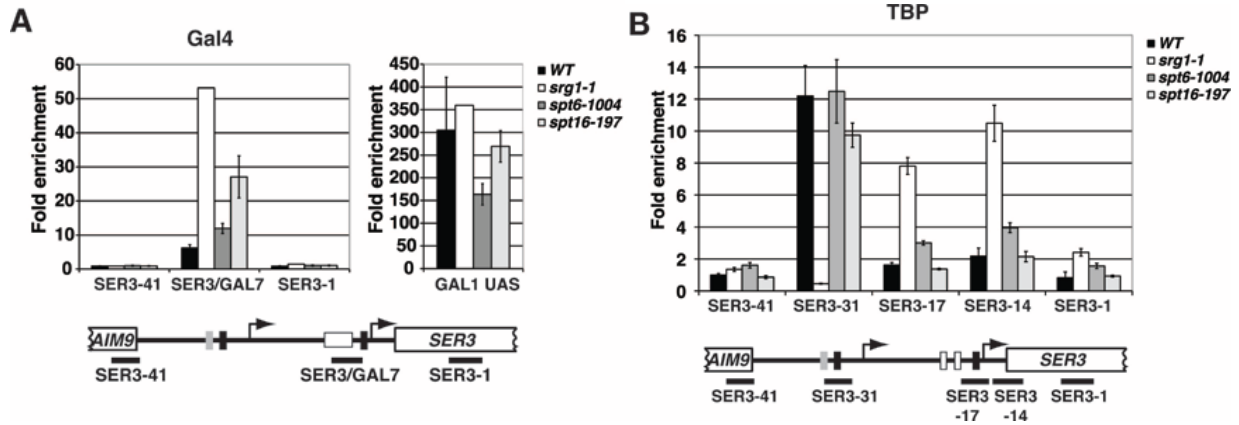 A
Gal4
Fold enrichment
60
50
40
30
20
10
0
SER3-41 SER3/GAL7 SER3-1
Fold enrichment
450
400
350
300
250
200
150
100
50
0
GAL1 UAS
WT
srg1-1
spt6-1004
spt16-197
AIM9
SER3
SER3-41
SER3/GAL7
SER3-1
B
TBP
Fold enrichment
16
14
12
10
8
6
4
2
0
SER3-41 SER3-31 SER3-17 SER3-14 SER3-1
WT
srg1-1
spt6-1004
spt16-197
AIM9
SER3
SER3-41
SER3-31
SER3
-17
SER3
-14
SER3-1